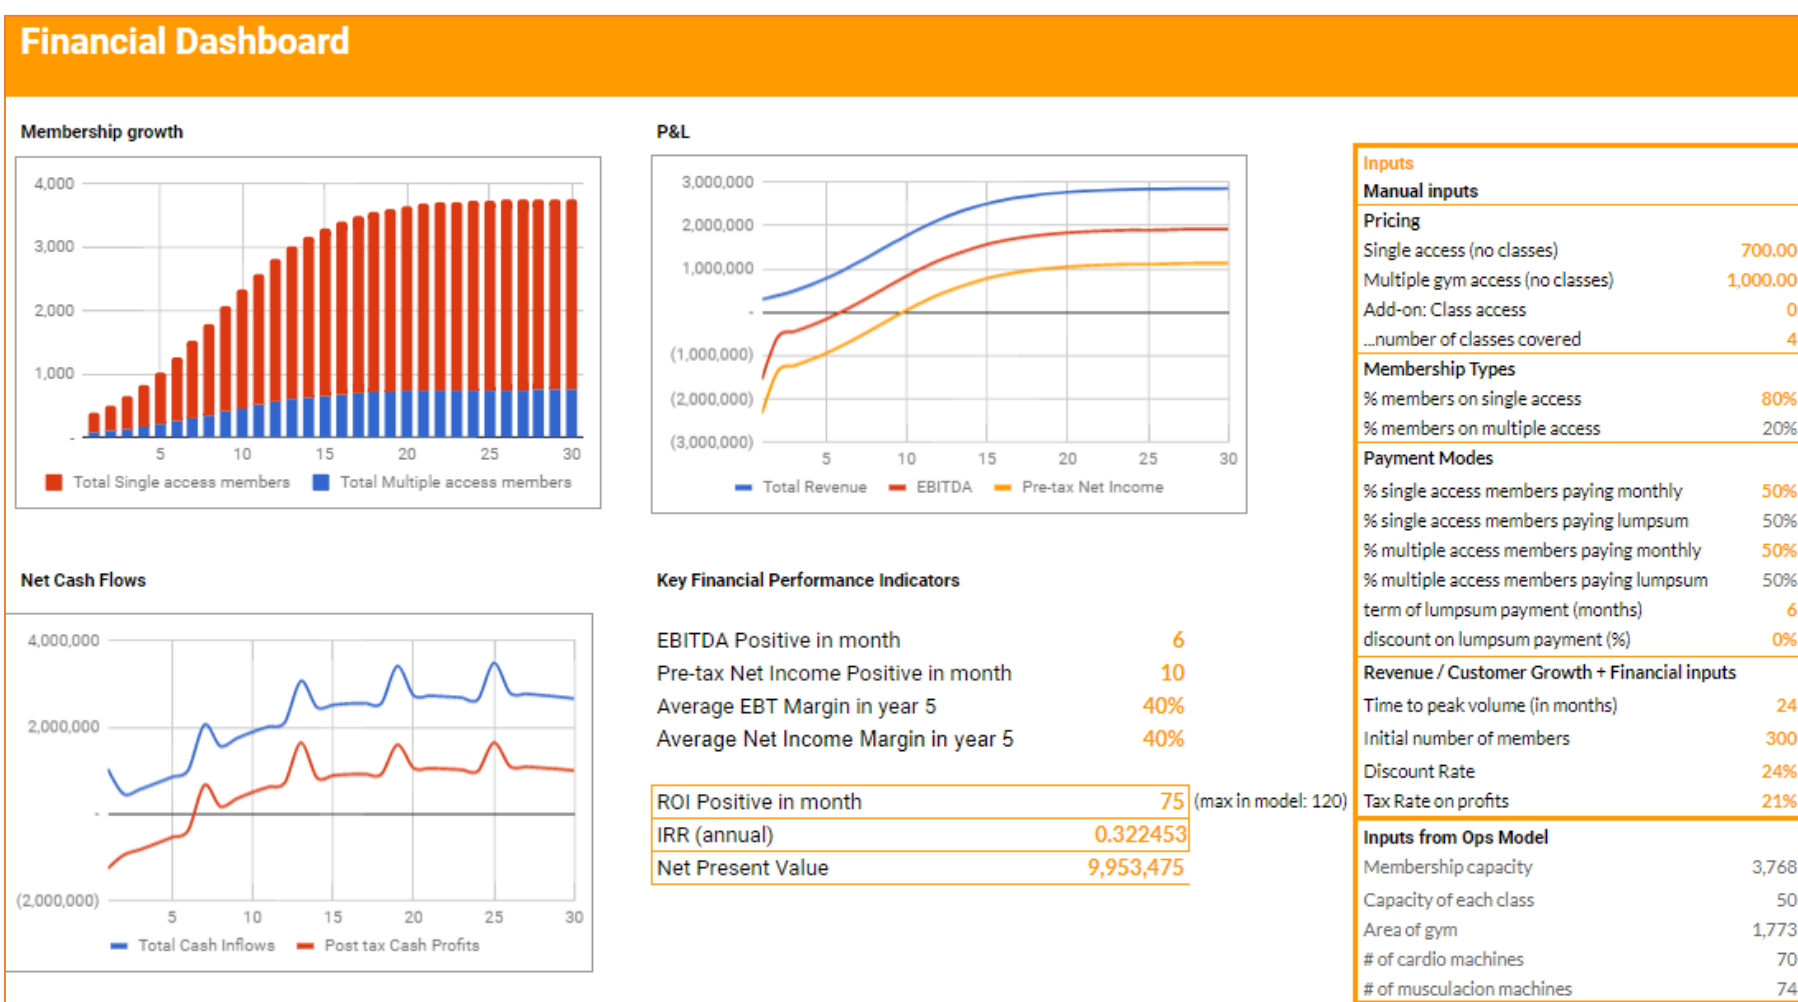 Financial Dashboard
Membership growth
4,000
3,000
2,000
1,000
-
5 10 15 20 25 30
Total Single access members Total Multiple access members
P&L
3,000,000
2,000,000
1,000,000
-
(1,000,000)
(2,000,000)
(3,000,000)
5 10 15 20 25 30
Total Revenue EBITDA Pre-tax Net Income
Net Cash Flows
4,000,000
2,000,000
-
(2,000,000)
5 10 15 20 25 30
Total Cash Inflows Post tax Cash Profits
Key Financial Performance Indicators
EBITDA Positive in month 6
Pre-tax Net Income Positive in month 10
Average EBT Margin in year 5 40%
Average Net Income Margin in year 5 40%
ROI Positive in month 75 (max in model: 120)
IRR (annual) 0.322453
Net Present Value 9,953,475
Inputs
Manual inputs
Pricing
Single access (no classes) 700.00
Multiple gym access (no classes) 1,000.00
Add-on: Class access 0
...number of classes covered 4
Membership Types
% members on single access 80%
% members on multiple access 20%
Payment Modes
% single access members paying monthly 50%
% single access members paying lumpsum 50%
% multiple access members paying monthly 50%
% multiple access members paying lumpsum 50%
term of lumpsum payment (months) 6
discount on lumpsum payment (%) 0%
Revenue / Customer Growth + Financial inputs
Time to peak volume (in months) 24
Initial number of members 300
Discount Rate 24%
Tax Rate on profits 21%
Inputs from Ops Model
Membership capacity 3,768
Capacity of each class 50
Area of gym 1,773
# of cardio machines 70
# of musculacion machines 74